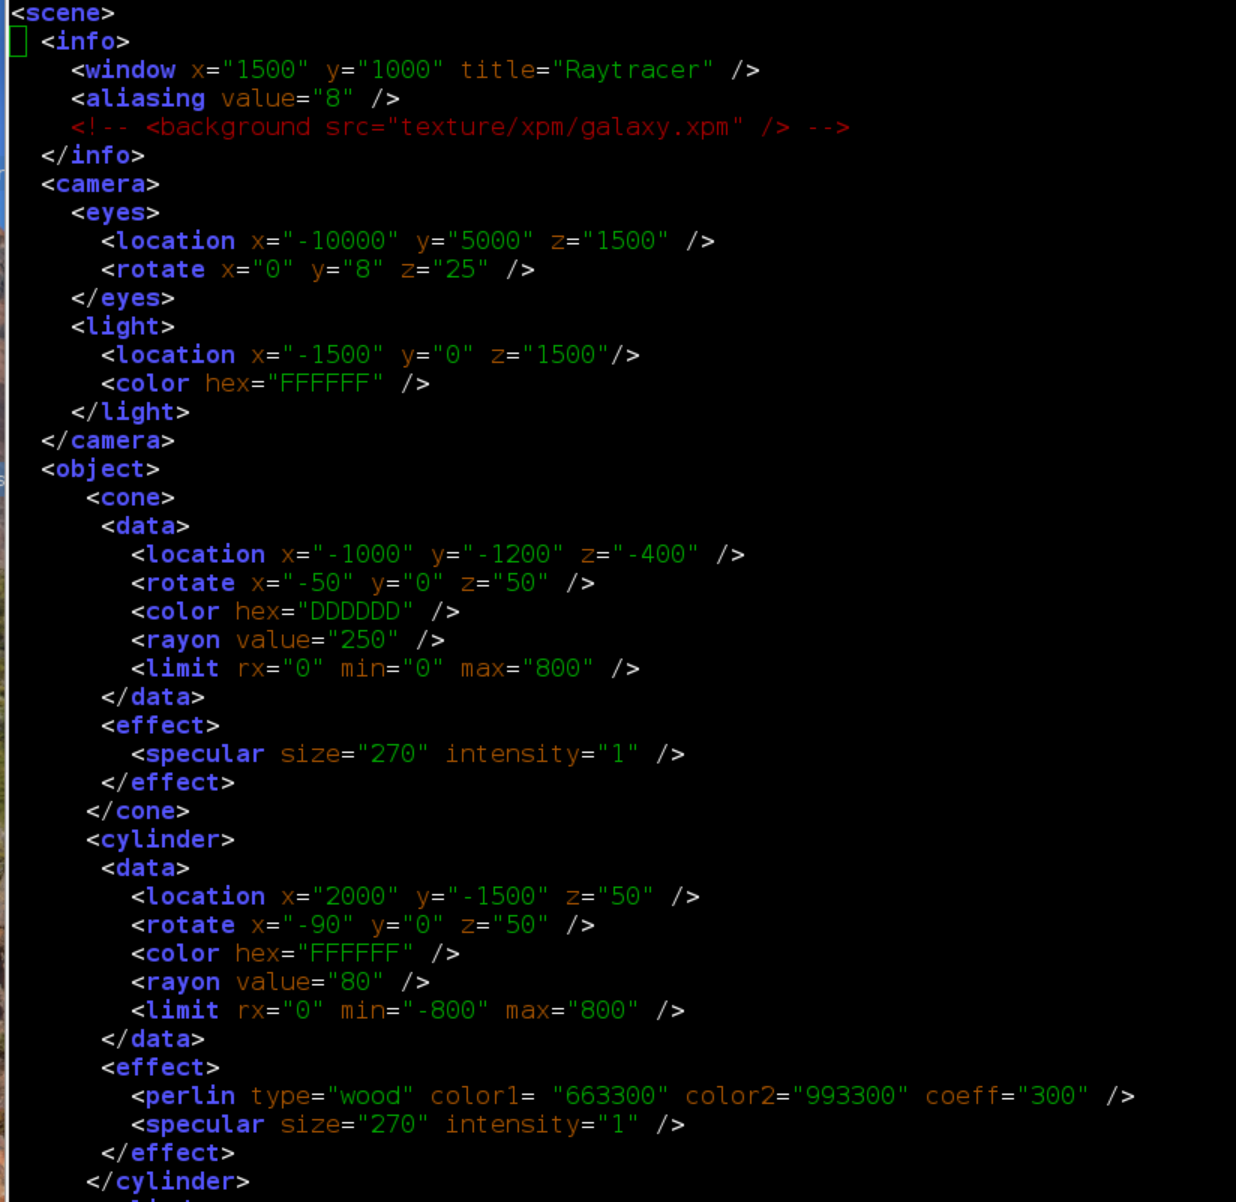 <scene>
  <info>
    <window x="1500" y="1000" title="Raytracer" />
    <aliasing value="8" />
    <!-- <background src="texture/xpm/galaxy.xpm" /> -->
  </info>
  <camera>
    <eyes>
      <location x="-10000" y="5000" z="1500" />
      <rotate x="0" y="8" z="25" />
    </eyes>
    <light>
      <location x="-1500" y="0" z="1500"/>
      <color hex="FFFFFF" />
    </light>
  </camera>
  <object>
     <cone>
      <data>
        <location x="-1000" y="-1200" z="-400" />
        <rotate x="-50" y="0" z="50" />
        <color hex="DDDDDD" />
        <rayon value="250" />
        <limit rx="0" min="0" max="800" />
      </data>
      <effect>
        <specular size="270" intensity="1" />
      </effect>
     </cone>
     <cylinder>
      <data>
        <location x="2000" y="-1500" z="50" />
        <rotate x="-90" y="0" z="50" />
        <color hex="FFFFFF" />
        <rayon value="80" />
        <limit rx="0" min="-800" max="800" />
      </data>
      <effect>
        <perlin type="wood" color1= "663300" color2="993300" coeff="300" />
        <specular size="270" intensity="1" />
      </effect>
     </cylinder>